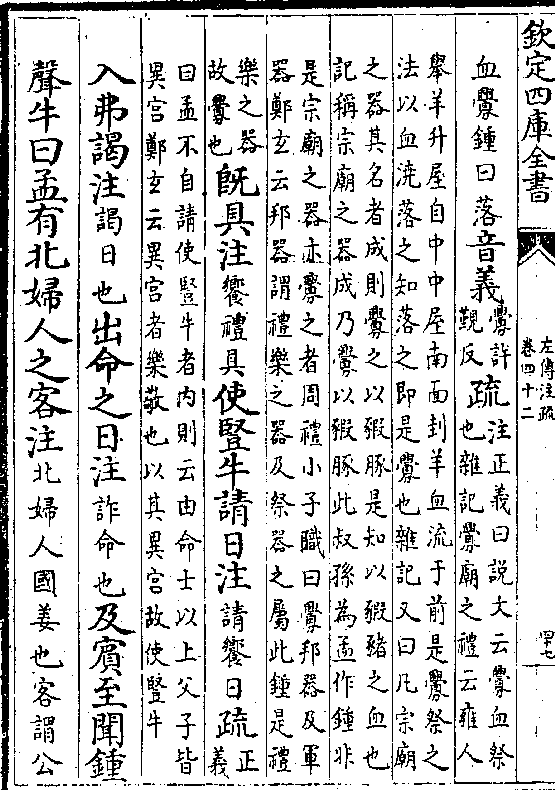 欽定四庫全書
左傳注疏
卷四十二
四七
血釁鍾曰落音義釁許
覲反疏注正義曰說文云釁血祭
也雜記釁廟之禮云雍人
舉羊升屋自中中屋南面刲羊血流于前是釁祭之
法以血澆落之知落之即是釁也雜記又曰凡宗廟
之器其名者成則釁之以豭豚是知以豭豬之血也
記稱宗廟之器成乃釁以豭豚此叔孫為孟作鍾非
是宗廟之器亦釁之者周禮小子職曰釁邦器及軍
器鄭玄云邦器謂禮樂之器及祭器之屬此鍾是禮
樂之器
故釁也既具注饗禮具使豎牛請日注請饗日疏正
義
曰孟不自請使豎牛者内則云由命士以上父子皆
異宫鄭玄云異宫者樂敬也以其異宫故使豎牛
入弗謁注謁曰也出命之日注詐命也及賓至聞鍾
聲牛曰孟有北婦人之客注北婦人國姜也客謂公